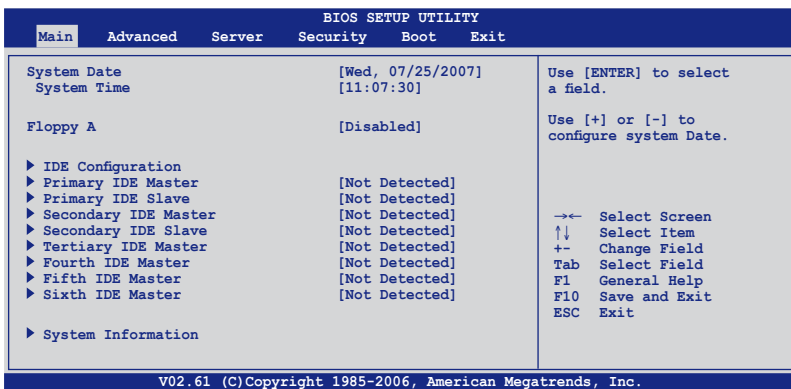 BIOS SETUP UTILITY
Main Advanced Server Security Boot Exit
System Date [Wed, 07/25/2007]
System Time [11:07:30]
Floppy A [Disabled]
IDE Configuration
Primary IDE Master [Not Detected]
Primary IDE Slave [Not Detected]
Secondary IDE Master [Not Detected]
Secondary IDE Slave [Not Detected]
Tertiary IDE Master [Not Detected]
Fourth IDE Master [Not Detected]
Fifth IDE Master [Not Detected]
Sixth IDE Master [Not Detected]
System Information
Use [ENTER] to select
a field.
Use [+] or [-] to
configure system Date.
→← Select Screen
↑↓ Select Item
+- Change Field
Tab Select Field
F1 General Help
F10 Save and Exit
ESC Exit
V02.61 (C)Copyright 1985-2006, American Megatrends, Inc.